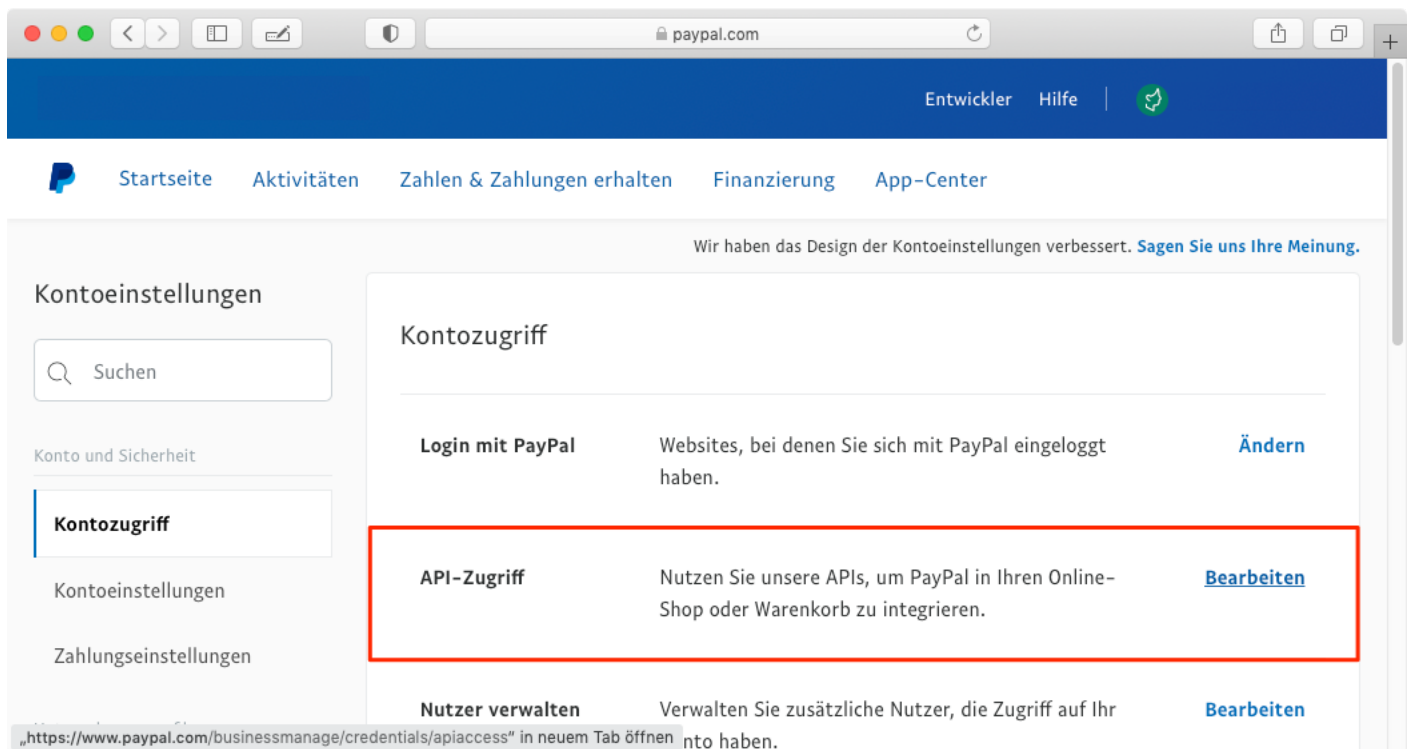 paypal.com
Entwickler Hilfe
Startseite Aktivitäten Zahlen & Zahlungen erhalten Finanzierung App-Center
Wir haben das Design der Kontoeinstellungen verbessert. Sagen Sie uns Ihre Meinung.
Kontoeinstellungen
Suchen
Konto und Sicherheit
Kontozugriff
Kontoeinstellungen
Zahlungseinstellungen
Kontozugriff
Login mit PayPal
Websites, bei denen Sie sich mit PayPal eingeloggt
haben.
Ändern
API-Zugriff
Nutzen Sie unsere APIs, um PayPal in Ihren Online-
Shop oder Warenkorb zu integrieren.
Bearbeiten
Nutzer verwalten
Verwalten Sie zusätzliche Nutzer, die Zugriff auf Ihr
nto haben.
Bearbeiten
„https://www.paypal.com/businessmanage/credentials/apiaccess“ in neuem Tab öffnen